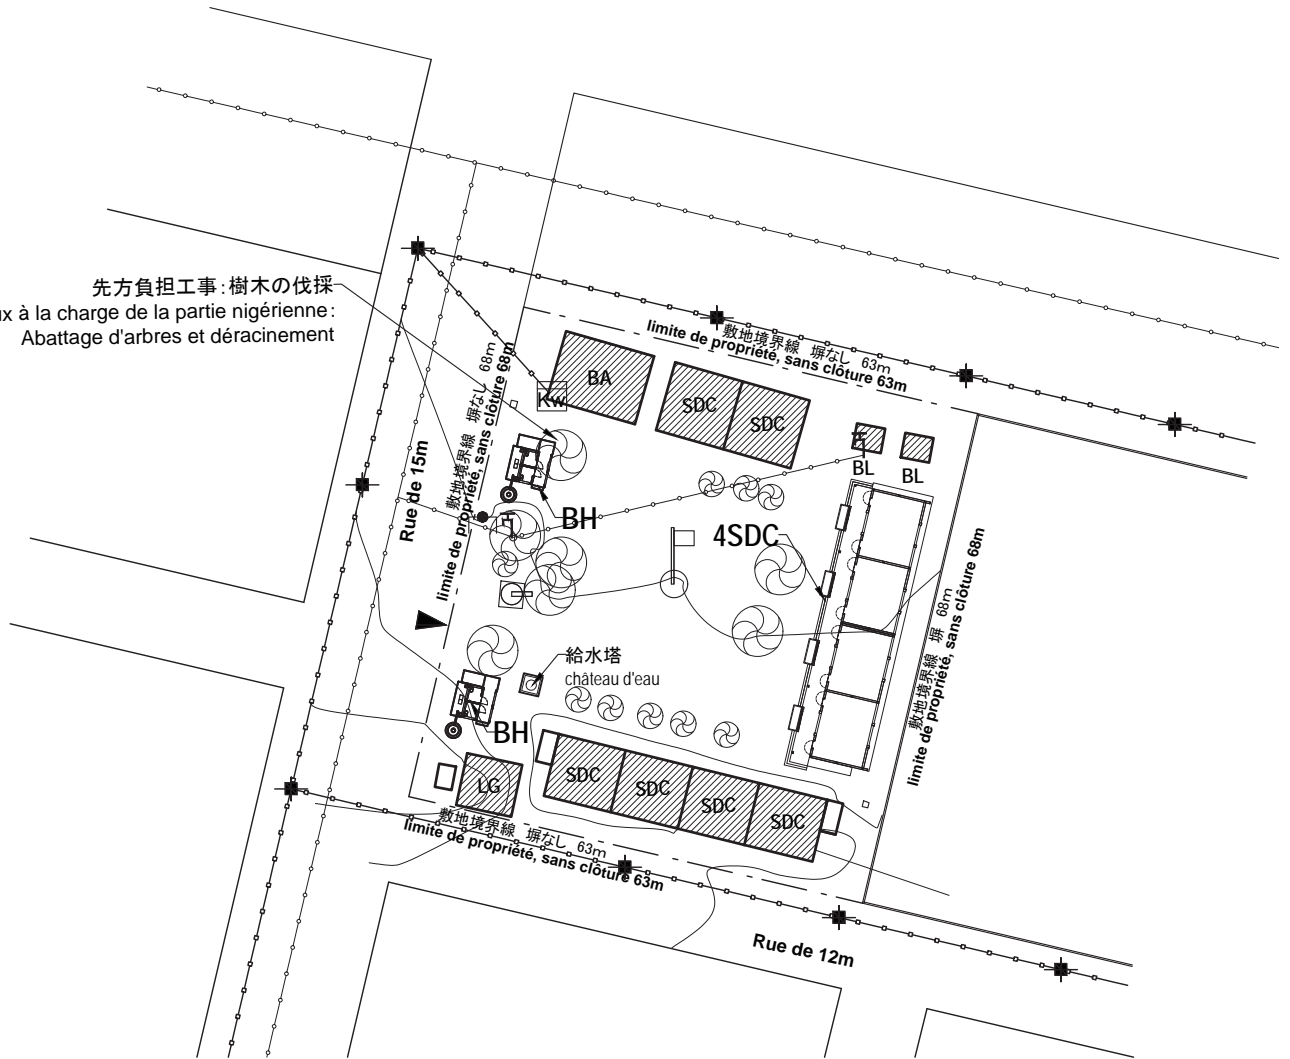 先方負担工事：樹木の伐採
ux à la charge de la partie nigérienne:
Abattage d'arbres et déracinement
敷地境界線 塀なし 63m
limite de propriété, sans clôture 63m
敷地境界線 塀なし 68m
limite de propriété, sans clôture 68m
Rue de 15m
BA
Kw
SDC
SDC
BL
BL
BH
4SDC
敷地境界線 塀 68m
limite de propriété, sans clôture 68m
給水塔
château d'eau
BH
LG
SDC
SDC
SDC
SDC
敷地境界線 塀なし 63m
limite de propriété, sans clôture 63m
Rue de 12m